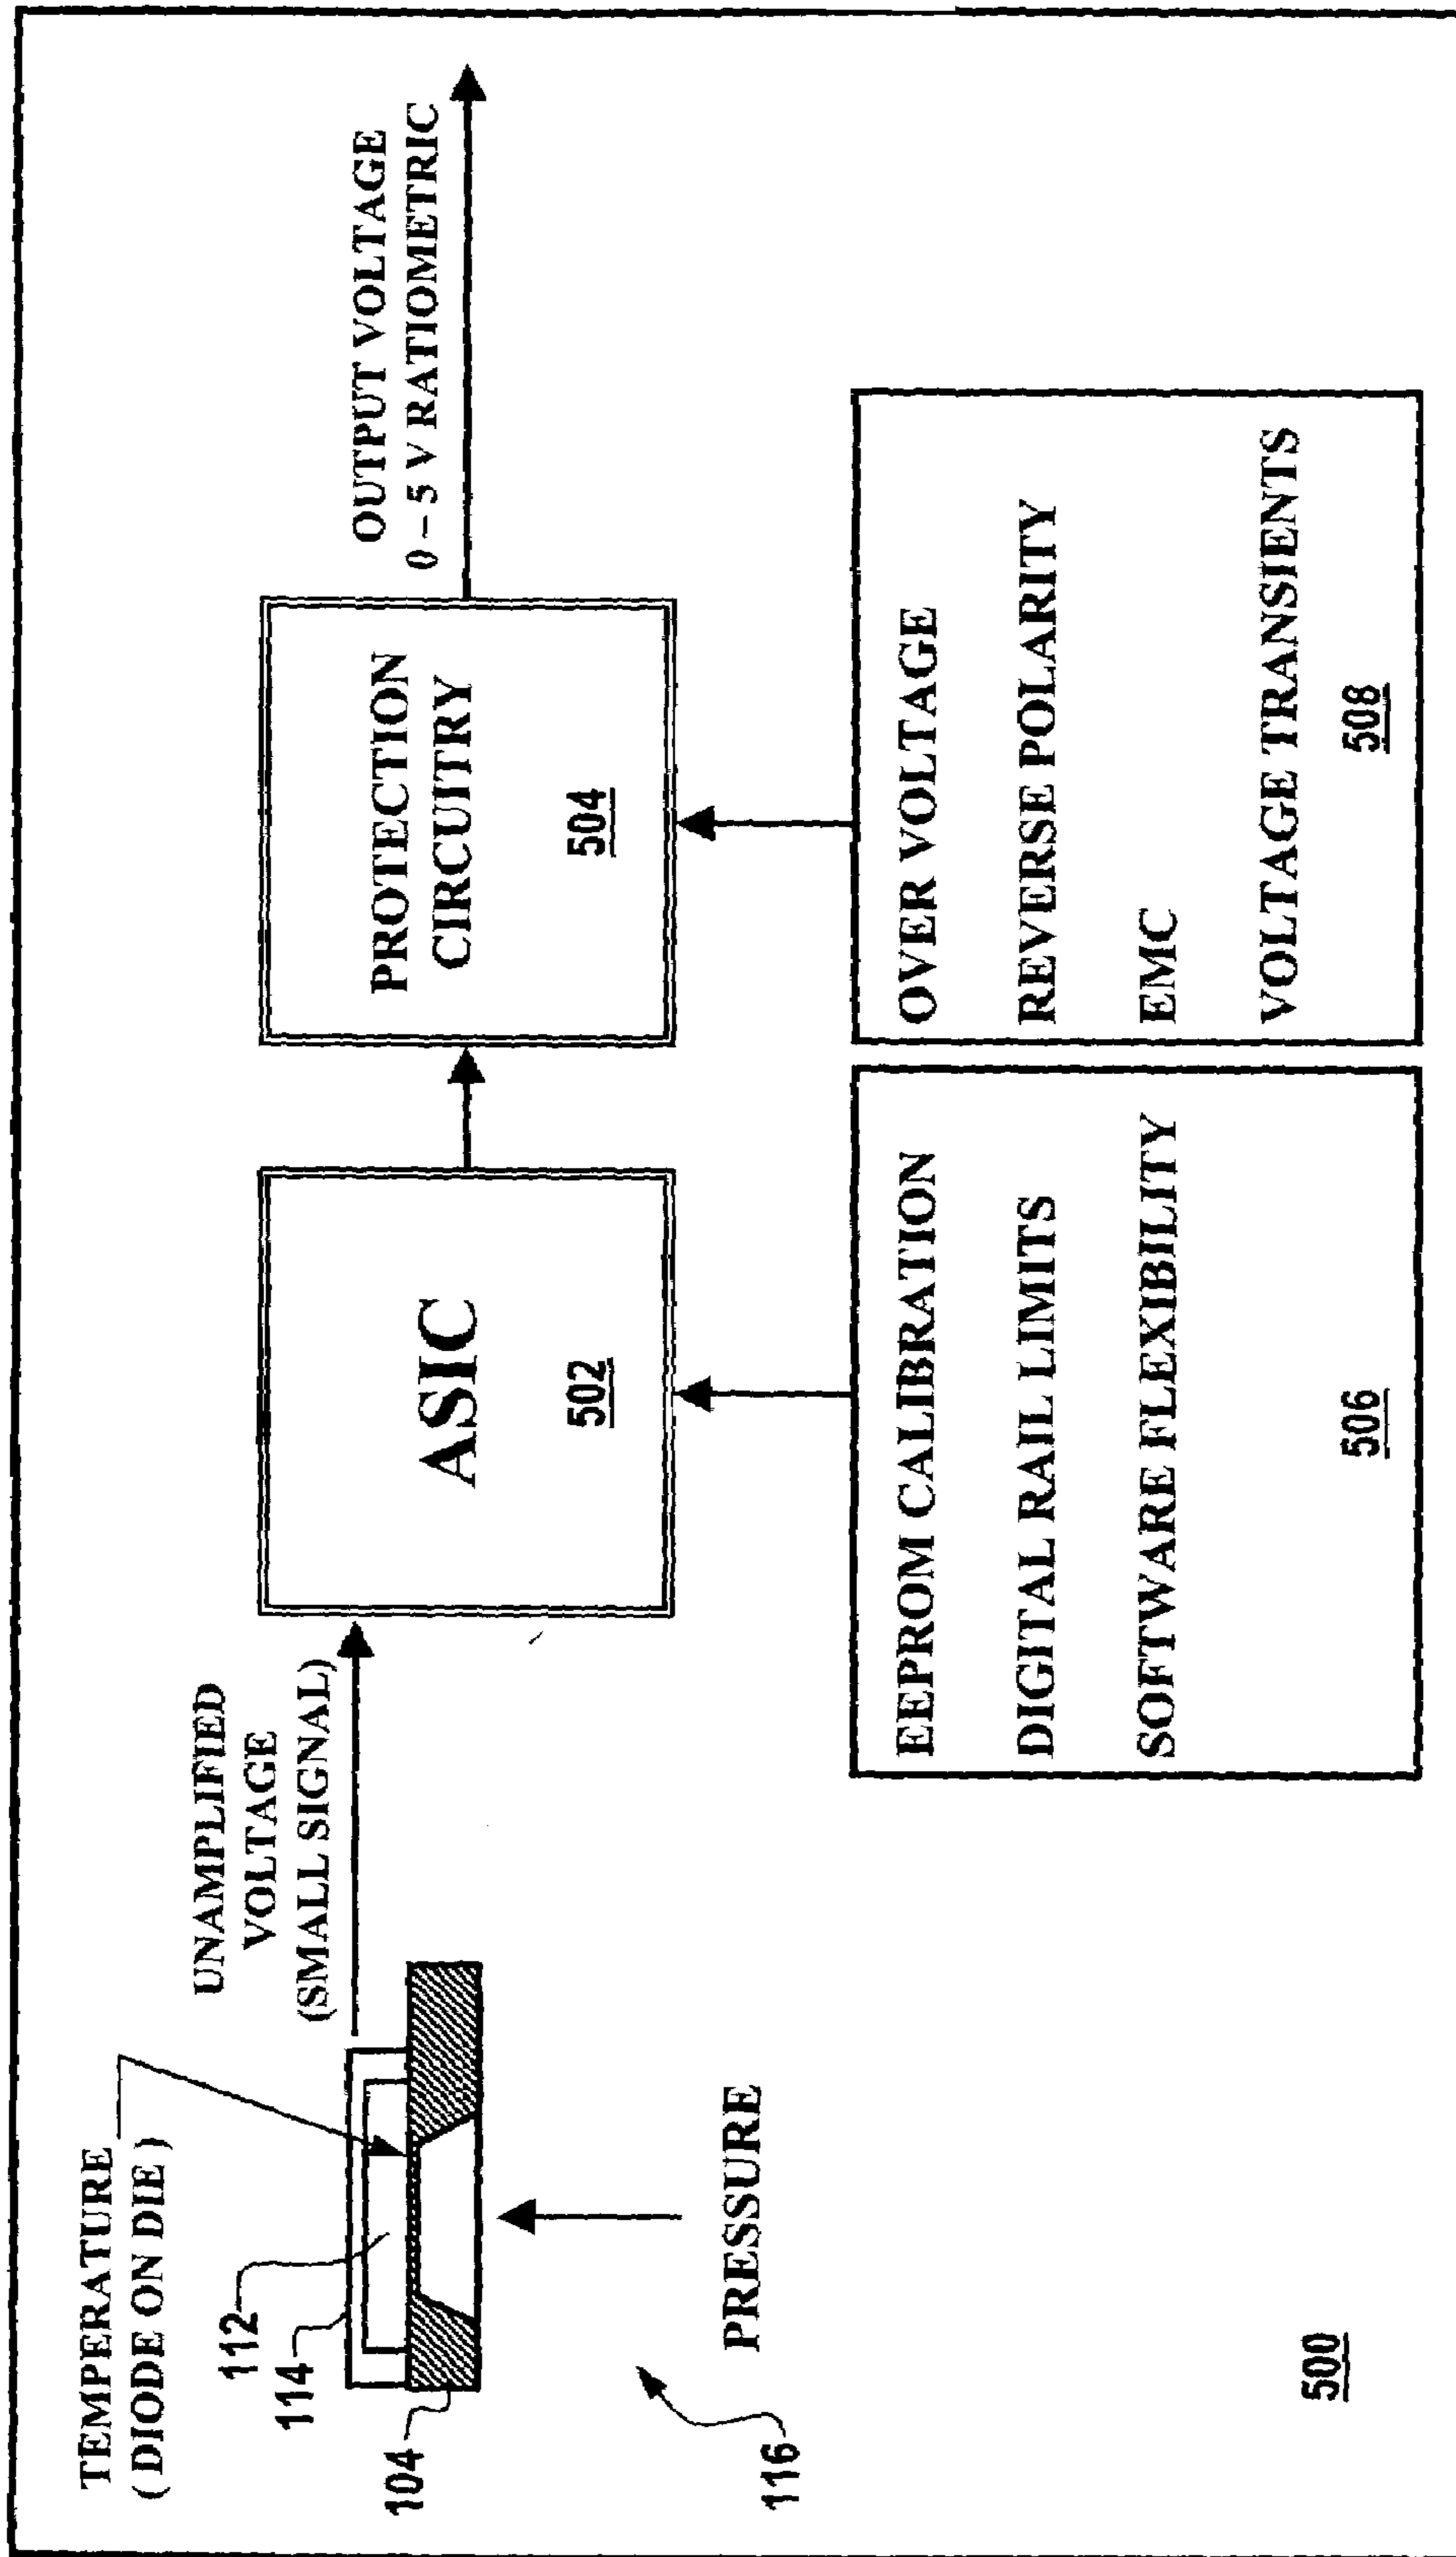 TEMPERATURE
( DIODE ON DIE )
112
114
104
116
PRESSURE
UNAMPLIFIED
VOLTAGE
(SMALL SIGNAL)
ASIC
502
PROTECTION
CIRCUITRY
504
OUTPUT VOLTAGE
0 – 5 V RATIOMETRIC
EEPROM CALIBRATION
DIGITAL RAIL LIMITS
SOFTWARE FLEXIBILITY
506
OVER VOLTAGE
REVERSE POLARITY
EMC
VOLTAGE TRANSIENTS
508
500